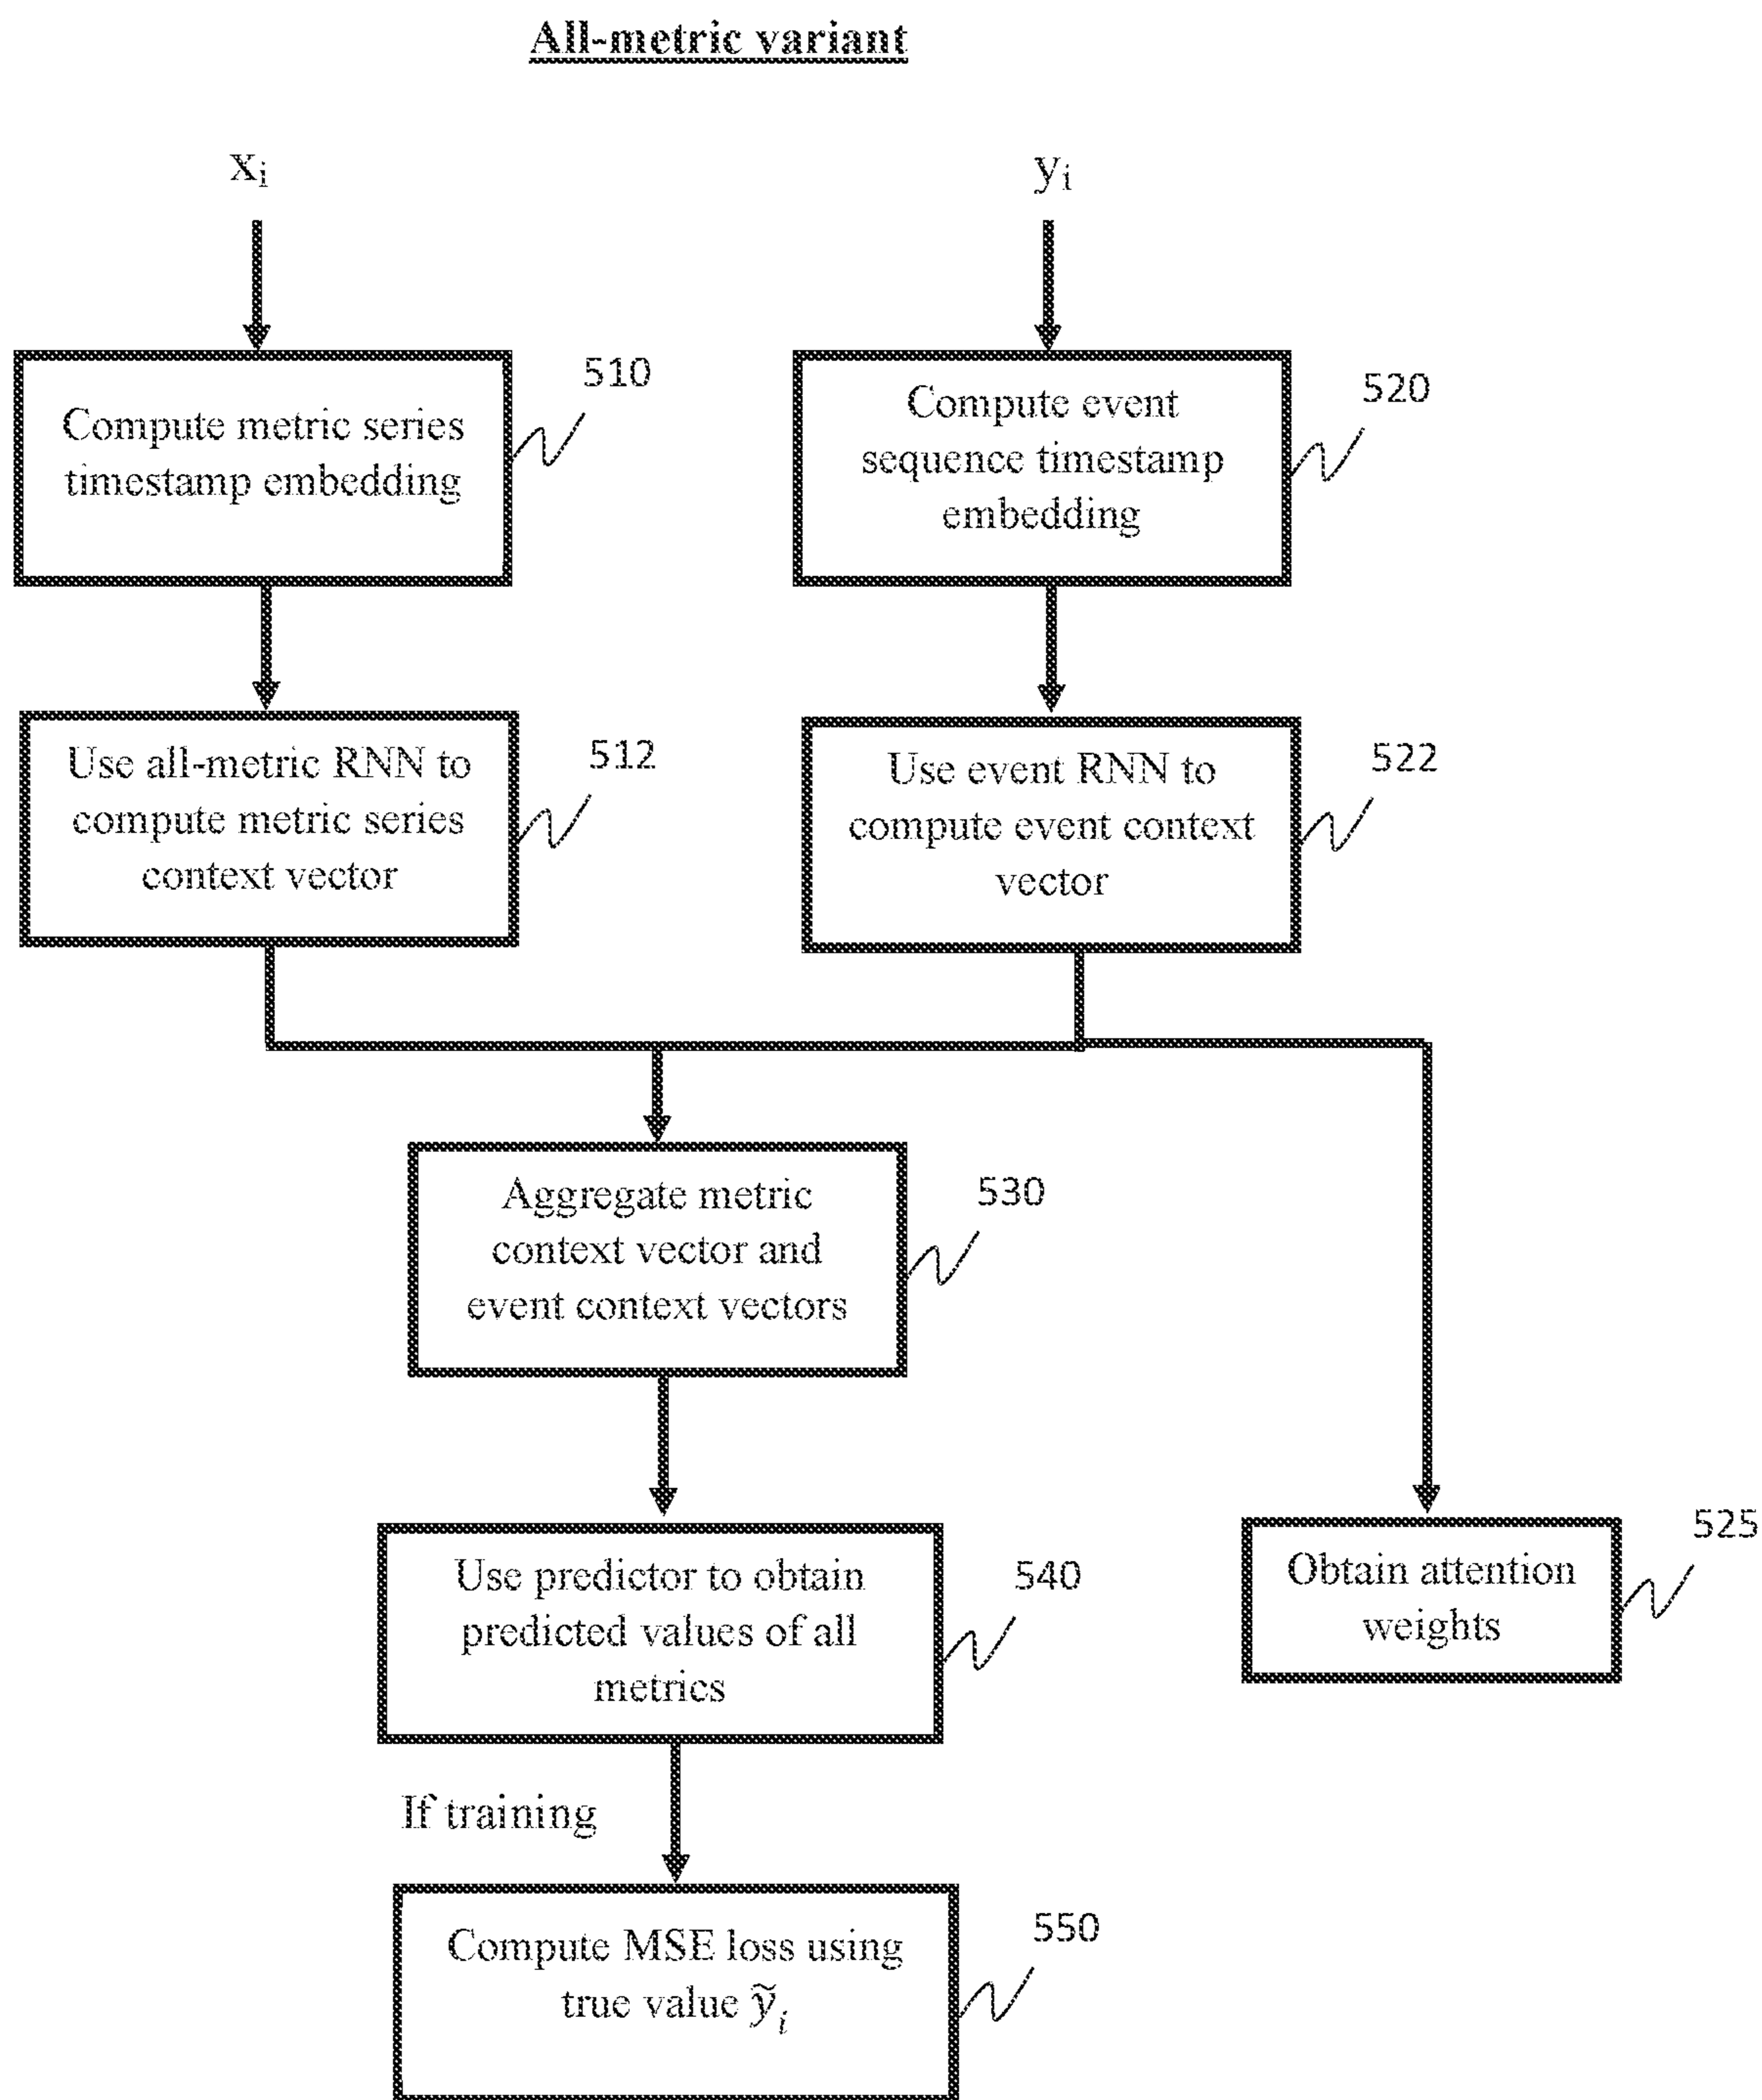 All-metric variant
xᵢ
yᵢ
Compute metric series
timestamp embedding
510
Compute event
sequence timestamp
embedding
520
Use all-metric RNN to
compute metric series
context vector
512
Use event RNN to
compute event context
vector
522
Aggregate metric
context vector and
event context vectors
530
Use predictor to obtain
predicted values of all
metrics
540
Obtain attention
weights
525
If training
Compute MSE loss using
true value ỹᵢ
550